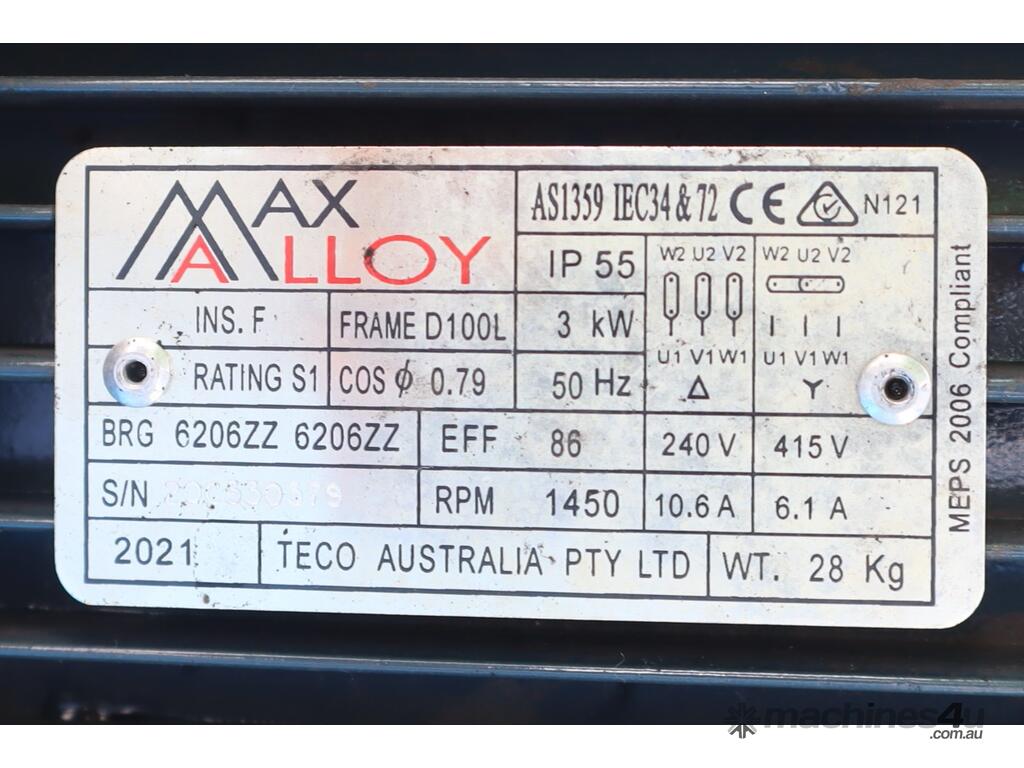 MAX
ALLOY
AS1359 IEC34 & 72 CE N121
IP 55
W2 U2 V2
W2 U2 V2
INS. F
FRAME D100L
3 kW
U1 V1 W1
U1 V1 W1
RATING S1
COS ϕ 0.79
50 Hz
Δ
Y
BRG 6206ZZ 6206ZZ
EFF 86
240 V
415 V
S/N
RPM 1450
10.6 A
6.1 A
2021
TECO AUSTRALIA PTY LTD
WT. 28 Kg
MEPS 2006 Compliant
machines4u
.com.au